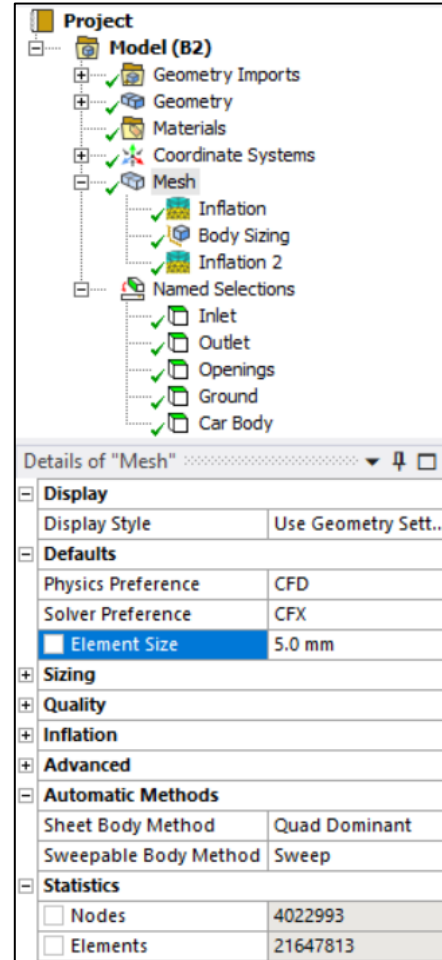 Project
Model (B2)
Geometry Imports
Geometry
Materials
Coordinate Systems
Mesh
Inflation
Body Sizing
Inflation 2
Named Selections
Inlet
Outlet
Openings
Ground
Car Body
Details of "Mesh"
Display
Display Style Use Geometry Sett...
Defaults
Physics Preference CFD
Solver Preference CFX
Element Size 5.0 mm
Sizing
Quality
Inflation
Advanced
Automatic Methods
Sheet Body Method Quad Dominant
Sweepable Body Method Sweep
Statistics
Nodes 4022993
Elements 21647813